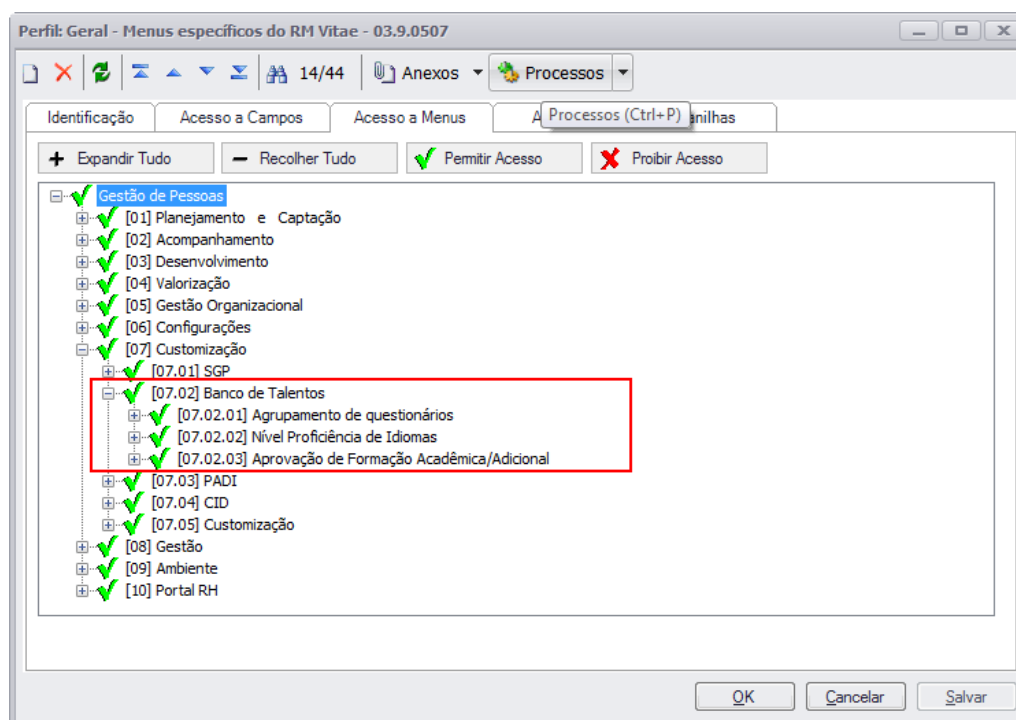 Perfil: Geral - Menus específicos do RM Vitae - 03.9.0507
14/44 Anexos Processos
Identificação Acesso a Campos Acesso a Menus A Processos (Ctrl+P) anilhas
Expandir Tudo Recolher Tudo Permitir Acesso Proibir Acesso
Gestão de Pessoas
[01] Planejamento e Captação
[02] Acompanhamento
[03] Desenvolvimento
[04] Valorização
[05] Gestão Organizacional
[06] Configurações
[07] Customização
[07.01] SGP
[07.02] Banco de Talentos
[07.02.01] Agrupamento de questionários
[07.02.02] Nível Proficiência de Idiomas
[07.02.03] Aprovação de Formação Acadêmica/Adicional
[07.03] PADI
[07.04] CID
[07.05] Customização
[08] Gestão
[09] Ambiente
[10] Portal RH
OK Cancelar Salvar